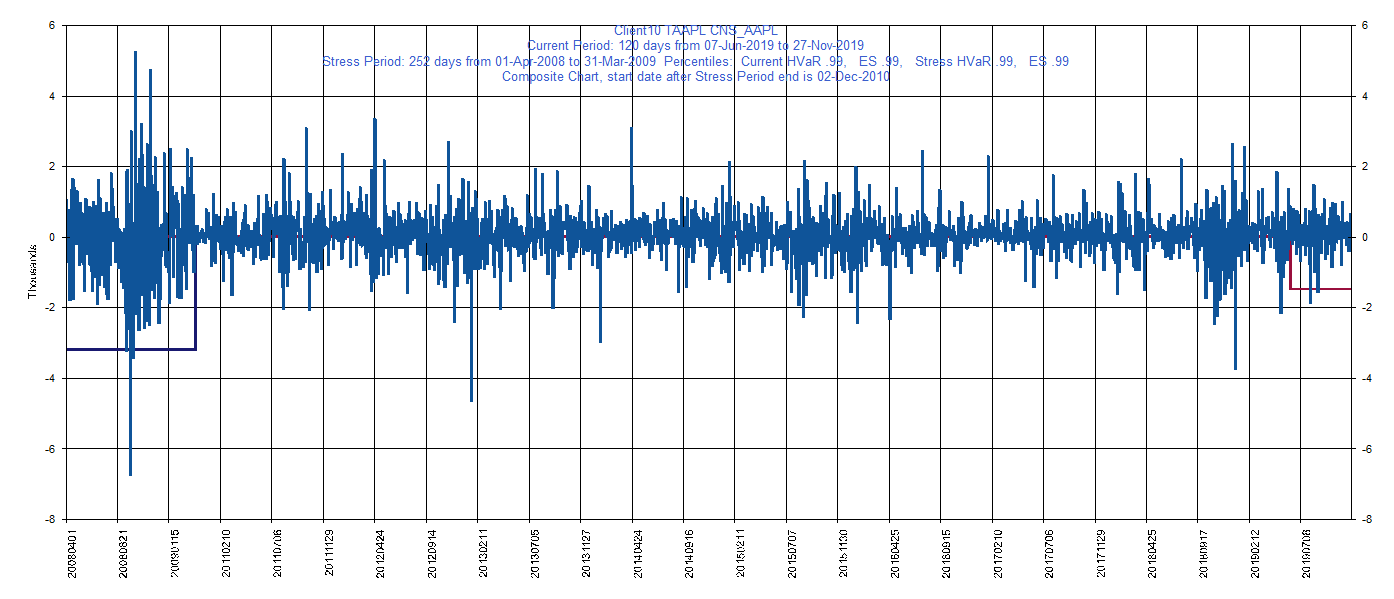 Client10 TAAPL CNS_AAPL
Current Period: 120 days from 07-Jun-2019 to 27-Nov-2019
Stress Period: 252 days from 01-Apr-2008 to 31-Mar-2009 Percentiles: Current HVaR .99, ES .99, Stress HVaR .99, ES .99
Composite Chart, start date after Stress Period end is 02-Dec-2010
6 6
4 4
2 2
0 0
-2 -2
-4 -4
-6 -6
-8 -8
Thousands
20080401 20080821 20090115 20110210 20110706 20111129 20120424 20120914 20130211 20130705 20131127 20140424 20140916 20150211 20150707 20151130 20160425 20160915 20170210 20170706 20171129 20180425 20180917 20190212 20190708